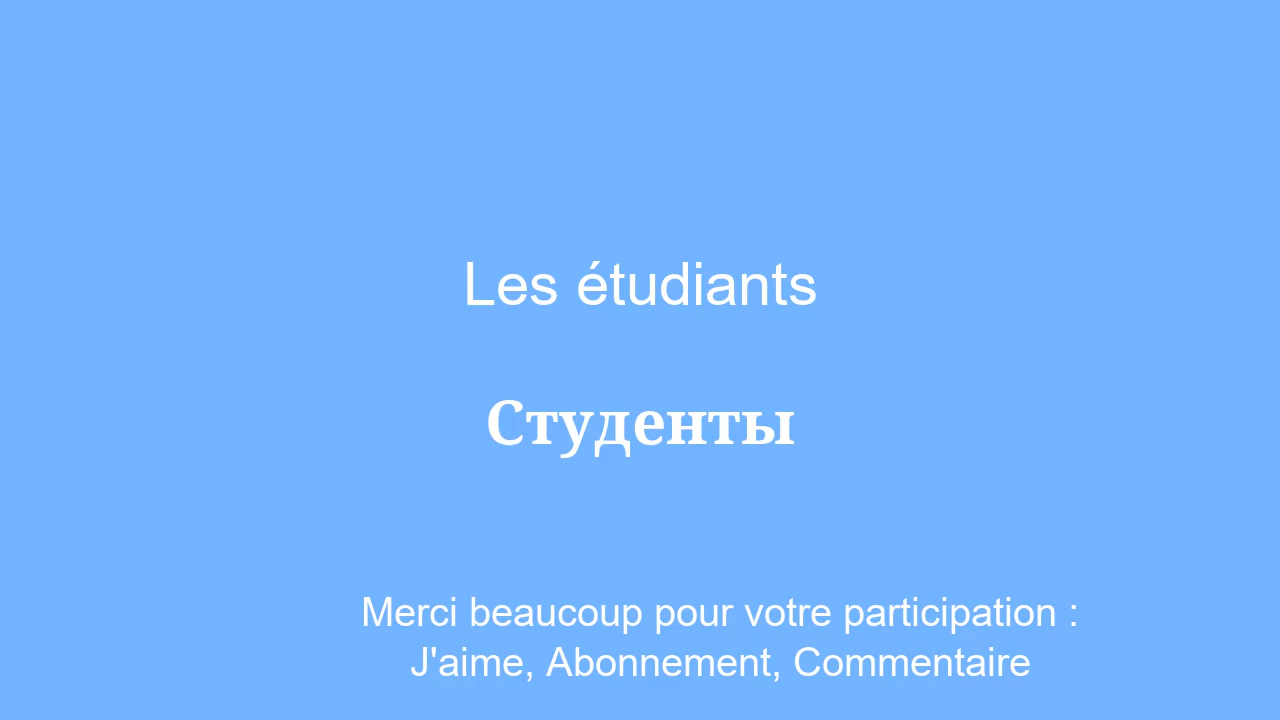 Les étudiants
Студенты
Merci beaucoup pour votre participation :
J'aime, Abonnement, Commentaire